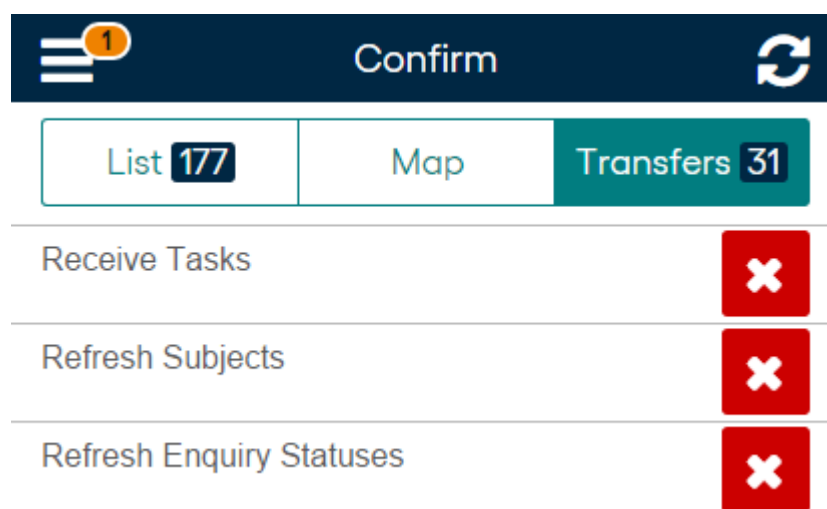 1
Confirm
List 177
Map
Transfers 31
Receive Tasks
Refresh Subjects
Refresh Enquiry Statuses